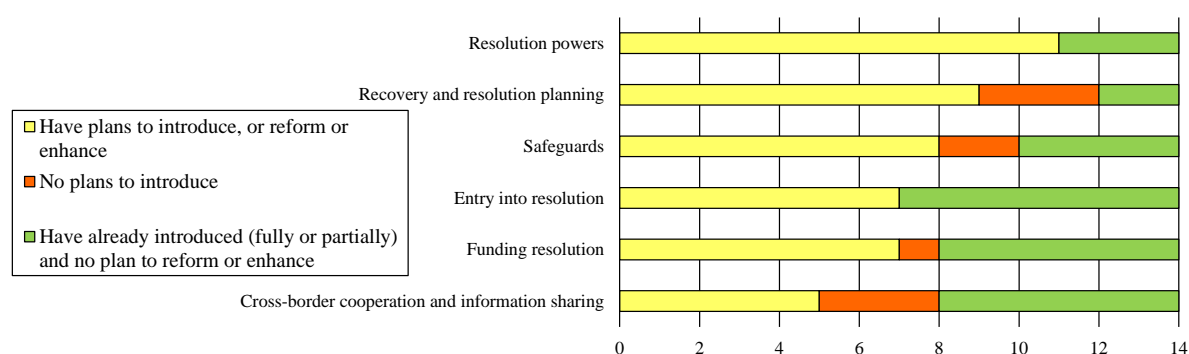 Resolution powers
Recovery and resolution planning
Have plans to introduce, or reform or
enhance
Safeguards
No plans to introduce
Entry into resolution
Have already introduced (fully or partially)
and no plan to reform or enhance
Funding resolution
Cross-border cooperation and information sharing
0 2 4 6 8 10 12 14